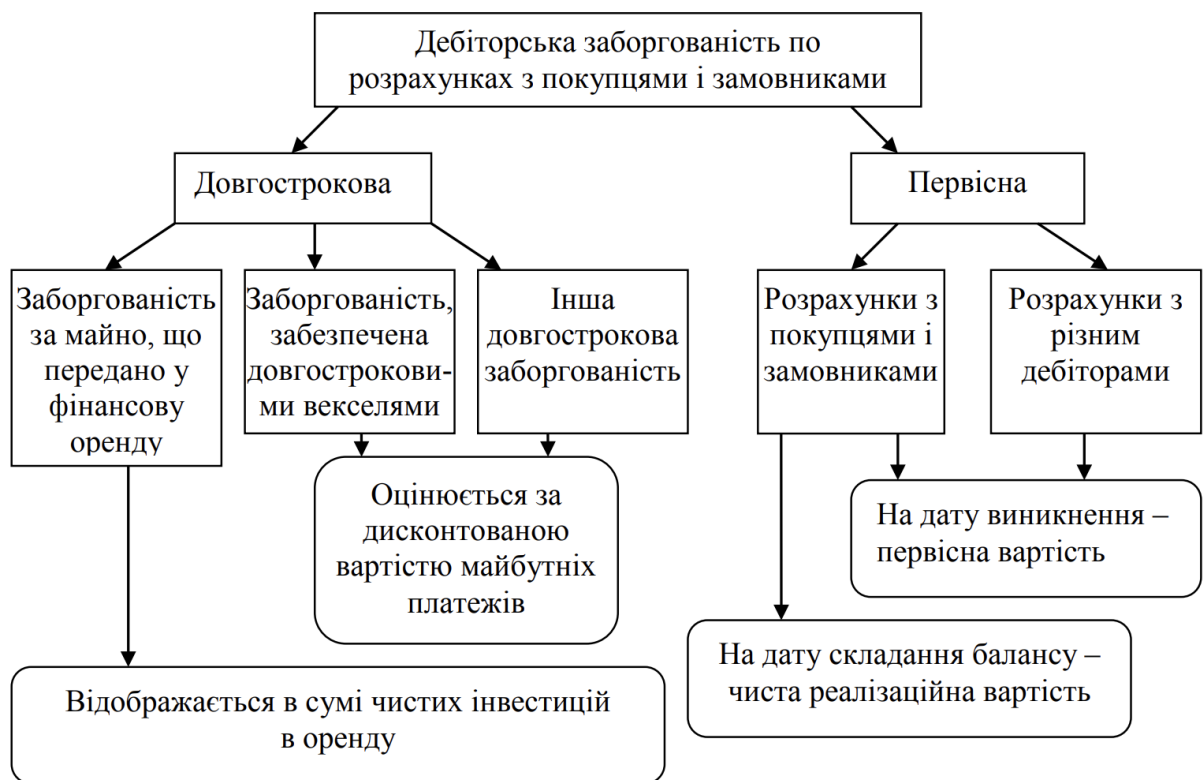 Дебіторська заборгованість по
розрахунках з покупцями і замовниками
Довгострокова
Первісна
Заборгованість
за майно, що
передано у
фінансову
оренду
Заборгованість,
забезпечена
довгострокови-
ми векселями
Інша
довгострокова
заборгованість
Розрахунки з
покупцями і
замовниками
Розрахунки з
різним
дебіторами
Оцінюється за
дисконтованою
вартістю майбутніх
платежів
На дату виникнення –
первісна вартість
На дату складання балансу –
чиста реалізаційна вартість
Відображається в сумі чистих інвестицій
в оренду